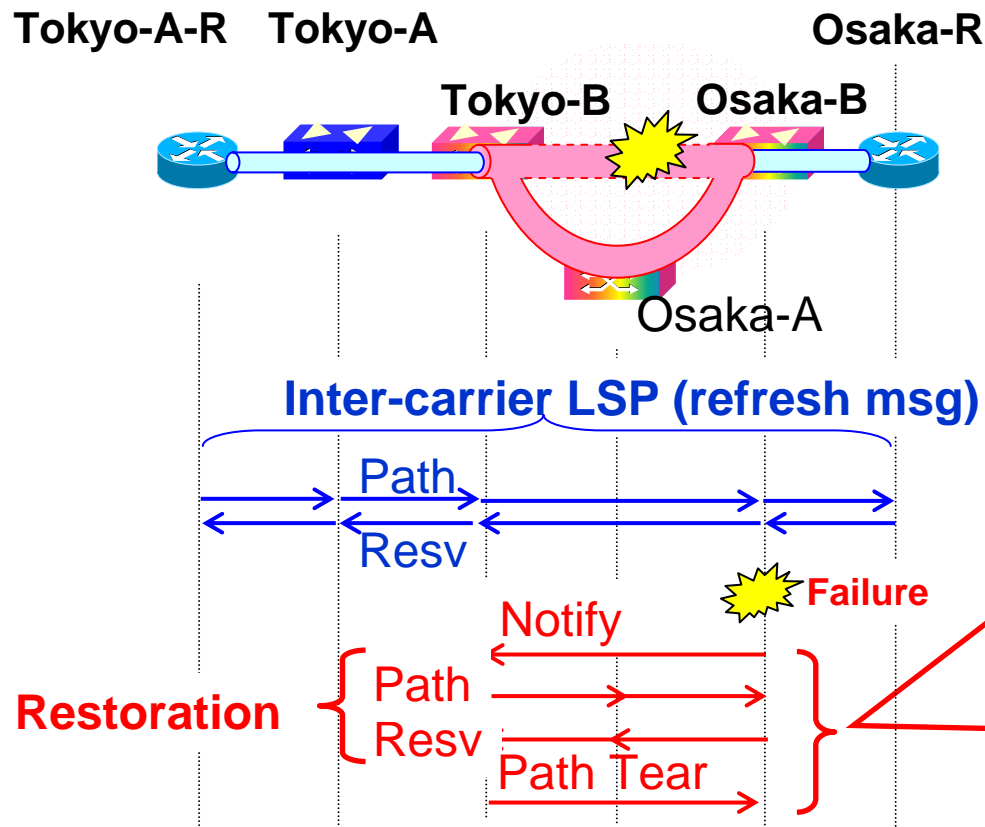 Tokyo-A-R Tokyo-A Osaka-R
Tokyo-B Osaka-B
Osaka-A
Inter-carrier LSP (refresh msg)
Path
Resv
Failure
Notify
Path
Restoration
Resv
Path Tear